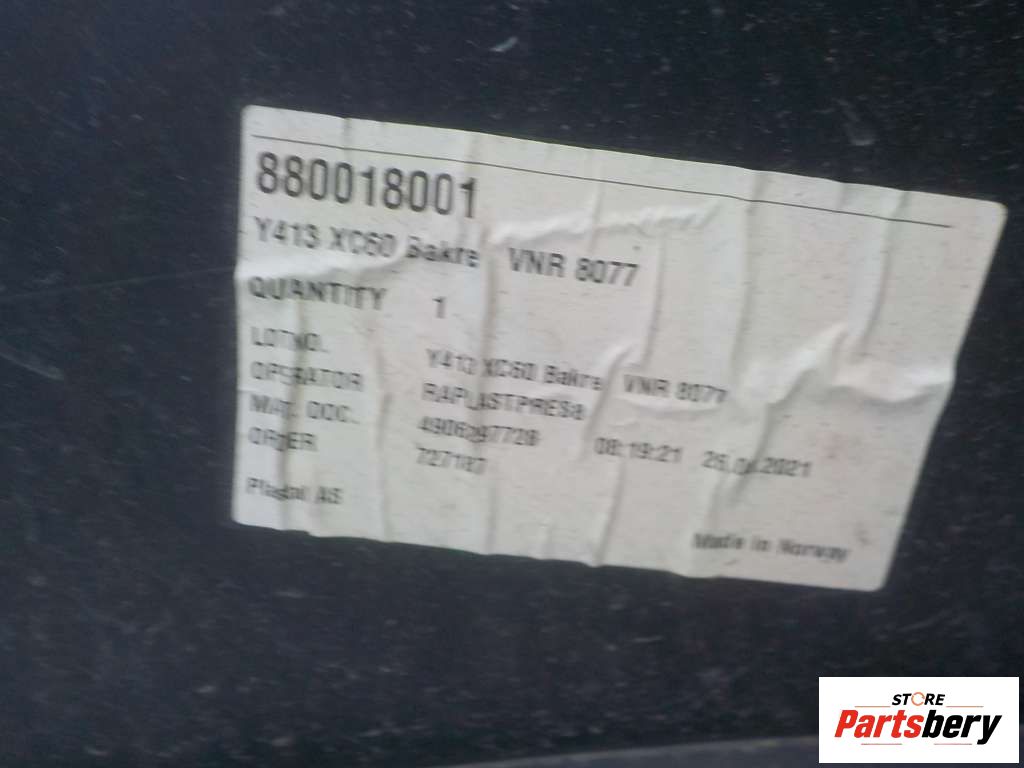 880018001
Y413 XC60 Bakre VNR 8077
QUANTITY 1
LOTNO. Y413 XC60 Bakre VNR 8077
OPERATOR
MAT. DOC. 08:19:21
ORDER 727187
AS
Made in Norway
STORE
Partsbery